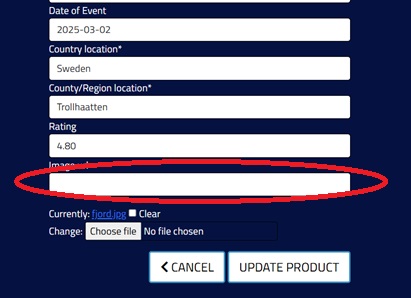 Date of Event
2025-03-02
Country location*
Sweden
County/Region location*
Trollhaatten
Rating
4.80
Image
Currently: fjord.jpg Clear
Change: Choose file No file chosen
CANCEL
UPDATE PRODUCT